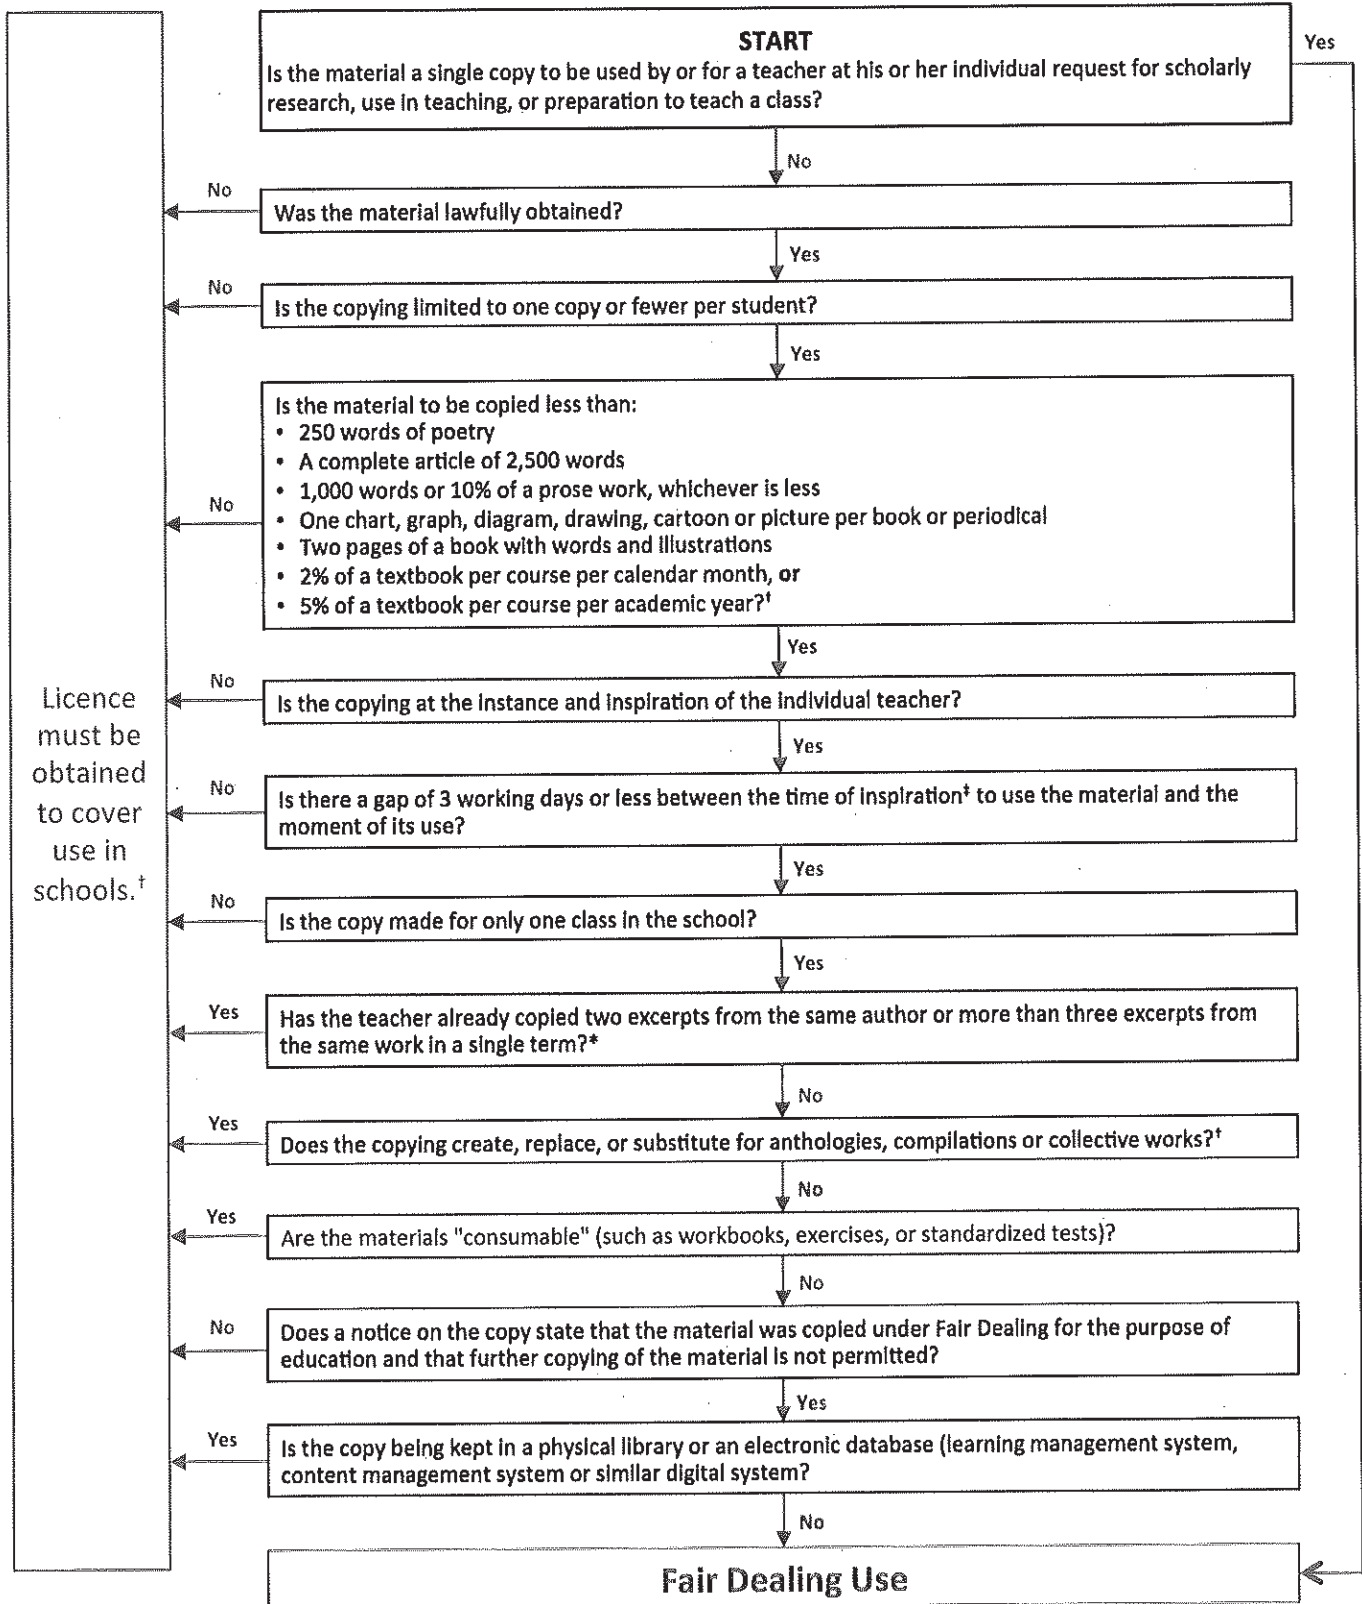 START
Yes
Is the material a single copy to be used by or for a teacher at his or her individual request for scholarly
research, use in teaching, or preparation to teach a class?
No
No
Was the material lawfully obtained?
Yes
No
Is the copying limited to one copy or fewer per student?
Yes
Is the material to be copied less than:
• 250 words of poetry
• A complete article of 2,500 words
No
• 1,000 words or 10% of a prose work, whichever is less
• One chart, graph, diagram, drawing, cartoon or picture per book or periodical
• Two pages of a book with words and illustrations
• 2% of a textbook per course per calendar month, or
• 5% of a textbook per course per academic year?†
Yes
No
Is the copying at the instance and inspiration of the individual teacher?
Yes
No
Is there a gap of 3 working days or less between the time of inspiration‡ to use the material and the
moment of its use?
Yes
Licence
must be
obtained
to cover
use in
schools.†
No
Is the copy made for only one class in the school?
Yes
Yes
Has the teacher already copied two excerpts from the same author or more than three excerpts from
the same work in a single term?*
No
Yes
Does the copying create, replace, or substitute for anthologies, compilations or collective works?†
No
Yes
Are the materials "consumable" (such as workbooks, exercises, or standardized tests)?
No
No
Does a notice on the copy state that the material was copied under Fair Dealing for the purpose of
education and that further copying of the material is not permitted?
Yes
Yes
Is the copy being kept in a physical library or an electronic database (learning management system,
content management system or similar digital system?
No
Fair Dealing Use